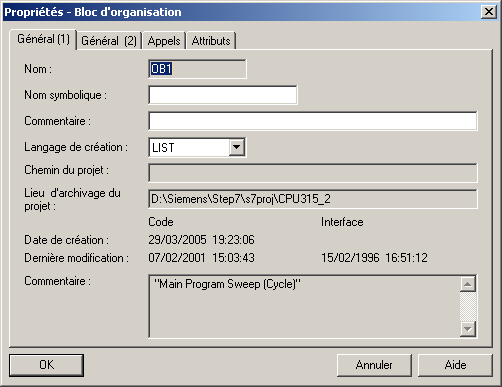 Propriétés - Bloc d'organisation
Général (1) Général (2) Appels Attributs
Nom : OB1
Nom symbolique :
Commentaire :
Langage de création : LIST
Chemin du projet :
Lieu d'archivage du
projet : D:\Siemens\Step7\s7proj\CPU315_2
Code Interface
Date de création : 29/03/2005 19:23:06
Dernière modification : 07/02/2001 15:03:43 15/02/1996 16:51:12
Commentaire : "Main Program Sweep (Cycle)"
OK Annuler Aide